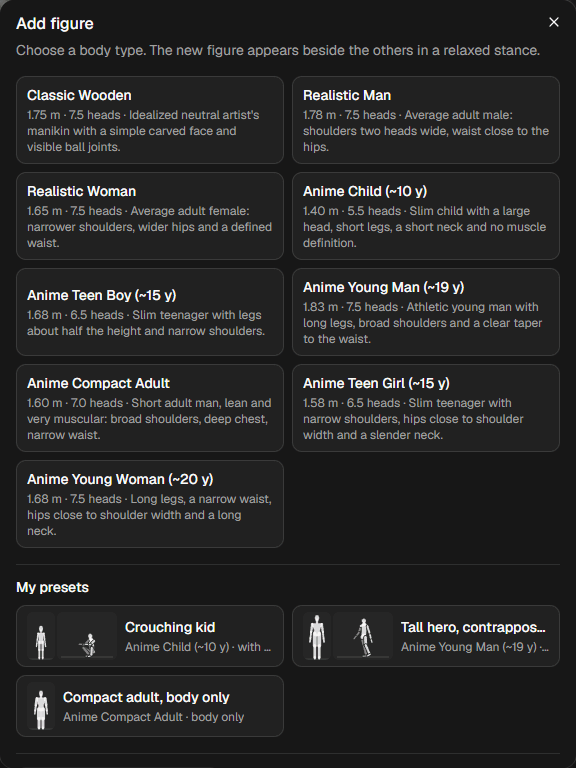 Add figure
Choose a body type. The new figure appears beside the others in a relaxed stance.
Classic Wooden
1.75 m · 7.5 heads · Idealized neutral artist's
manikin with a simple carved face and
visible ball joints.
Realistic Man
1.78 m · 7.5 heads · Average adult male:
shoulders two heads wide, waist close to the
hips.
Realistic Woman
1.65 m · 7.5 heads · Average adult female:
narrower shoulders, wider hips and a defined
waist.
Anime Child (~10 y)
1.40 m · 5.5 heads · Slim child with a large
head, short legs, a short neck and no muscle
definition.
Anime Teen Boy (~15 y)
1.68 m · 6.5 heads · Slim teenager with legs
about half the height and narrow shoulders.
Anime Young Man (~19 y)
1.83 m · 7.5 heads · Athletic young man with
long legs, broad shoulders and a clear taper
to the waist.
Anime Compact Adult
1.60 m · 7.0 heads · Short adult man, lean and
very muscular: broad shoulders, deep chest,
narrow waist.
Anime Teen Girl (~15 y)
1.58 m · 6.5 heads · Slim teenager with
narrow shoulders, hips close to shoulder
width and a slender neck.
Anime Young Woman (~20 y)
1.68 m · 7.5 heads · Long legs, a narrow waist,
hips close to shoulder width and a long
neck.
My presets
Crouching kid
Anime Child (~10 y) · with ...
Tall hero, contrappos...
Anime Young Man (~19 y) ·...
Compact adult, body only
Anime Compact Adult · body only